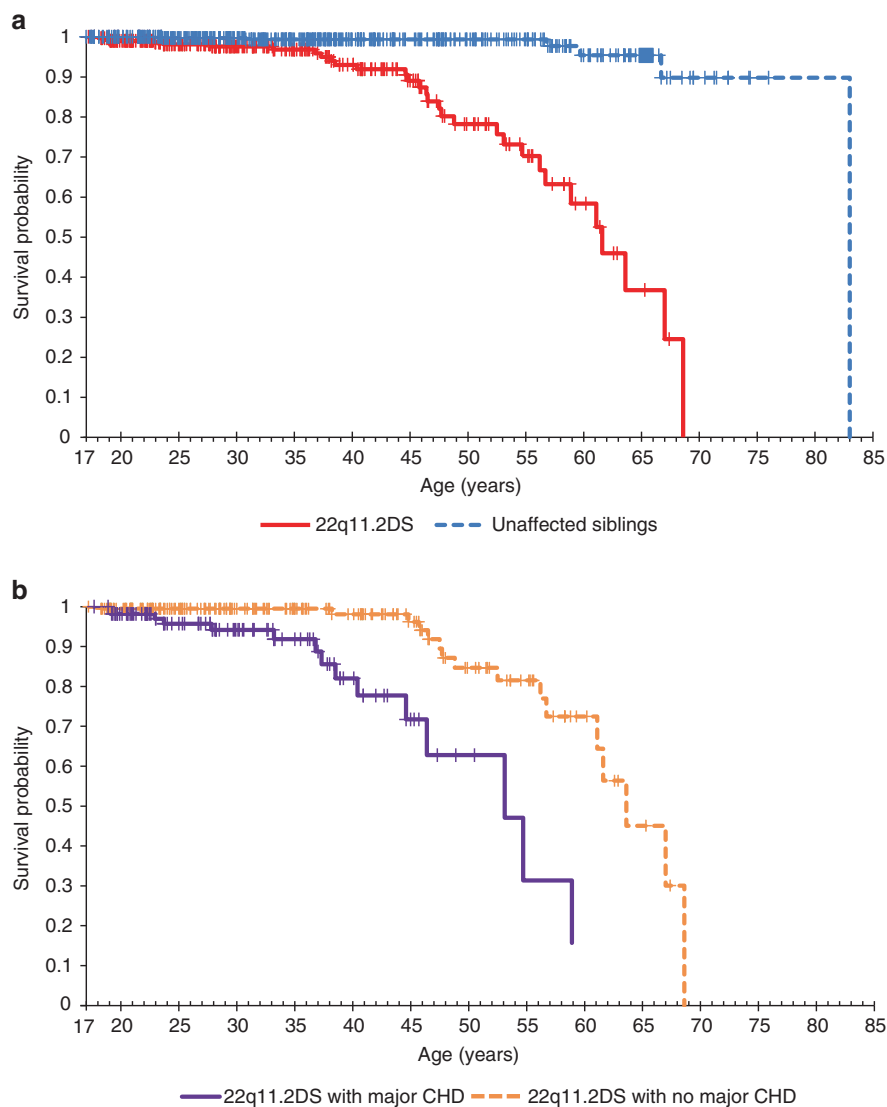 a
Survival probability
1
0.9
0.8
0.7
0.6
0.5
0.4
0.3
0.2
0.1
0
17 20 25 30 35 40 45 50 55 60 65 70 75 80 85
Age (years)
22q11.2DS Unaffected siblings
b
Survival probability
1
0.9
0.8
0.7
0.6
0.5
0.4
0.3
0.2
0.1
0
17 20 25 30 35 40 45 50 55 60 65 70 75 80 85
Age (years)
22q11.2DS with major CHD 22q11.2DS with no major CHD